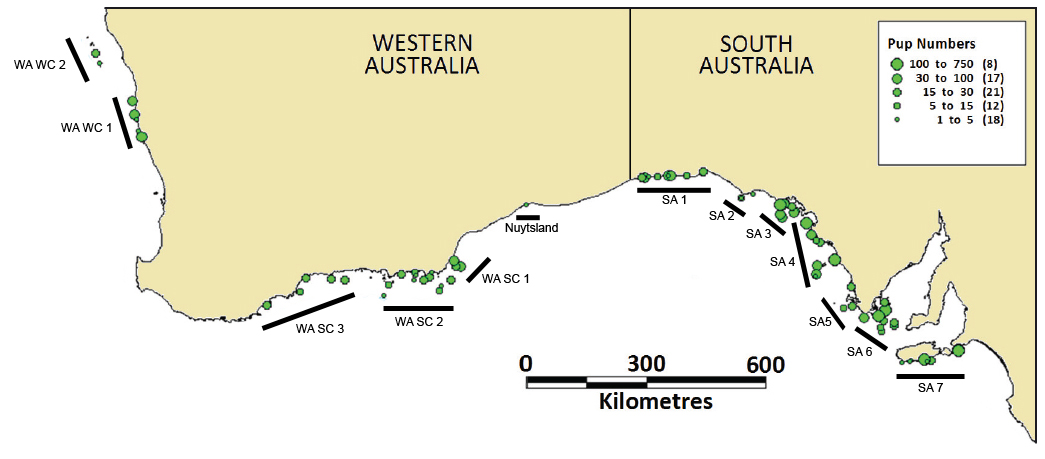 WESTERN
AUSTRALIA
SOUTH
AUSTRALIA
Pup Numbers
100 to 750 (8)
30 to 100 (17)
15 to 30 (21)
5 to 15 (12)
1 to 5 (18)
WA WC 2
WA WC 1
SA 1
SA 2
Nuytsland
SA 3
SA 4
WA SC 1
WA SC 2
WA SC 3
SA5
SA 6
SA 7
0 300 600
Kilometres